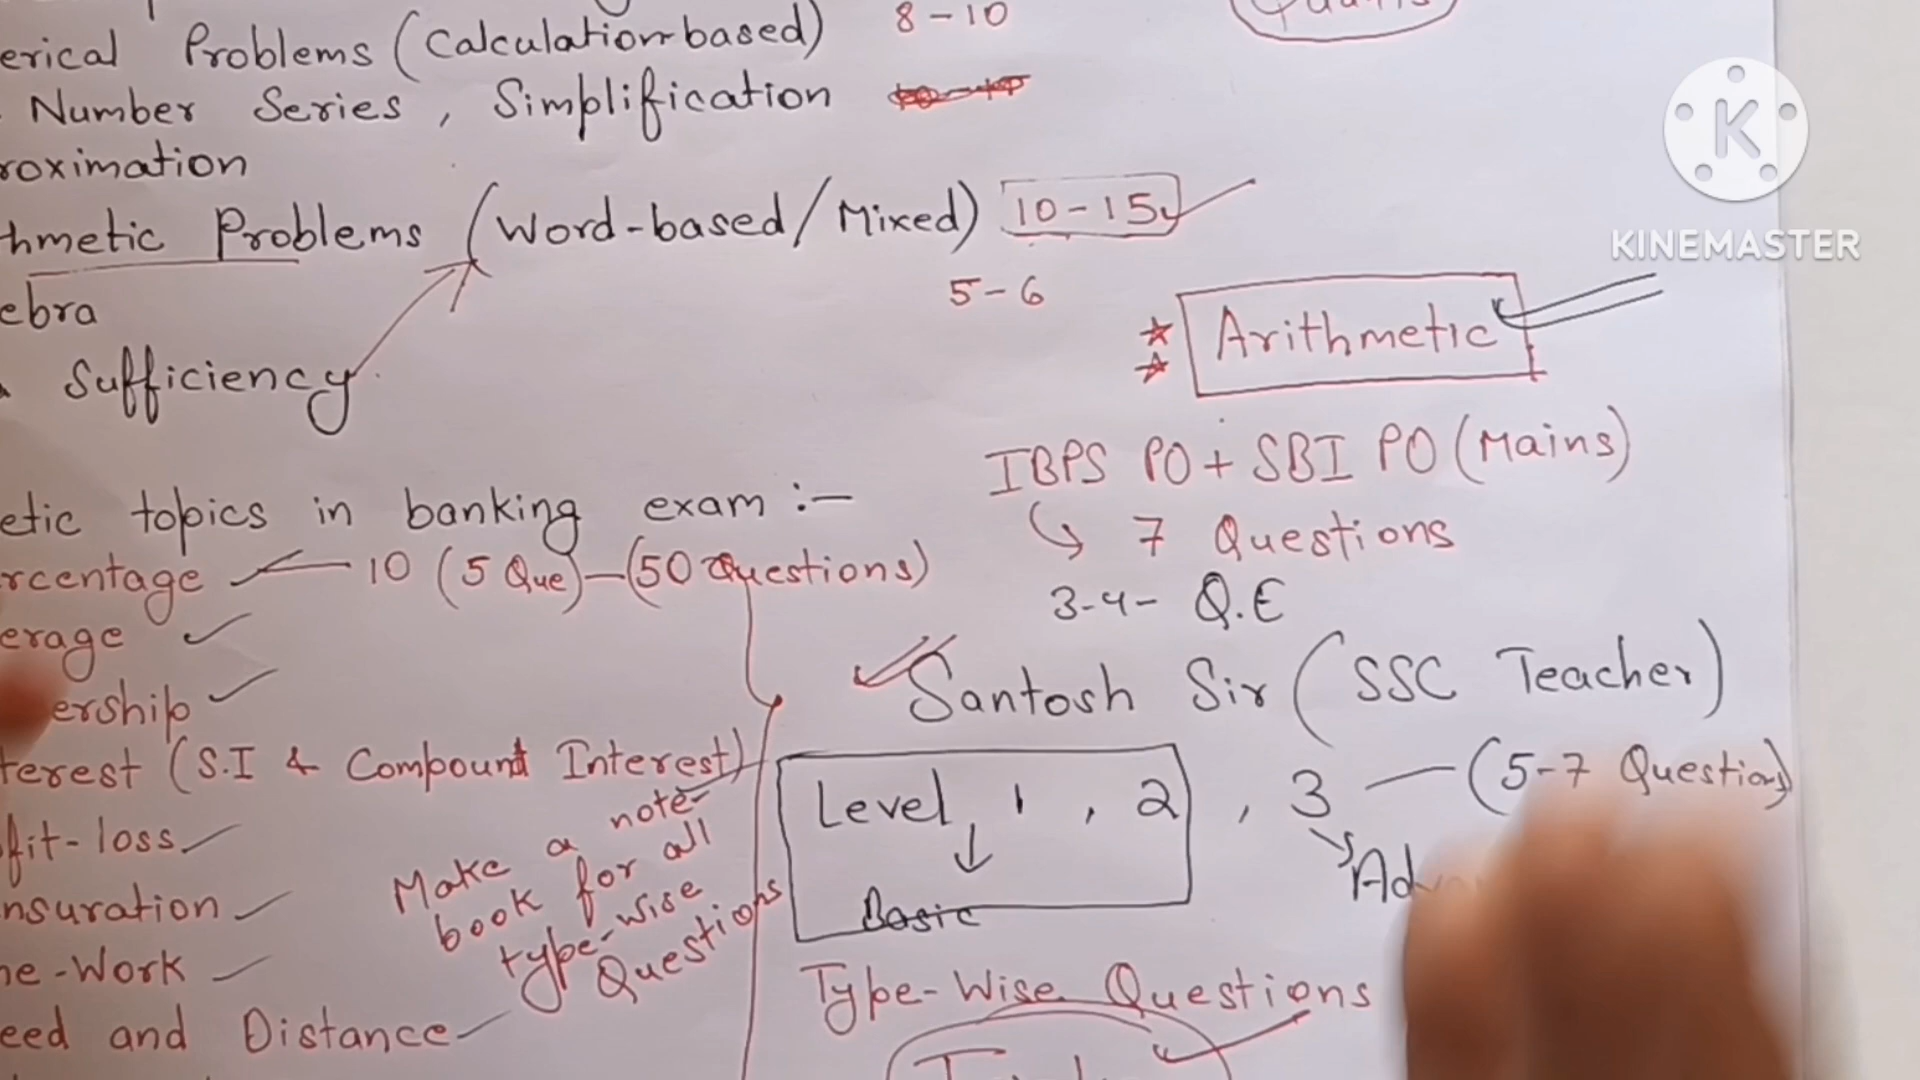 erical Problems (Calculation-based) 8-10
Number Series, Simplification
roximation
hmetic Problems (Word-based/Mixed) 10-15
5-6
ebra
Sufficiency
Arithmetic
IBPS PO + SBI PO (Mains)
7 Questions
3-4- Q.E
etic topics in banking exam :-
rcentage 10 (5 Que) - (50 Questions)
erage
ership
terest (S.I & Compound Interest)
fit-loss
nsuration
ne-Work
eed and Distance
Make a note-
book for all
type-wise
Questions
Santosh Sir (SSC Teacher)
Level 1, 2, 3 - (5-7 Questions)
Basic
Type-Wise Questions
KINEMASTER